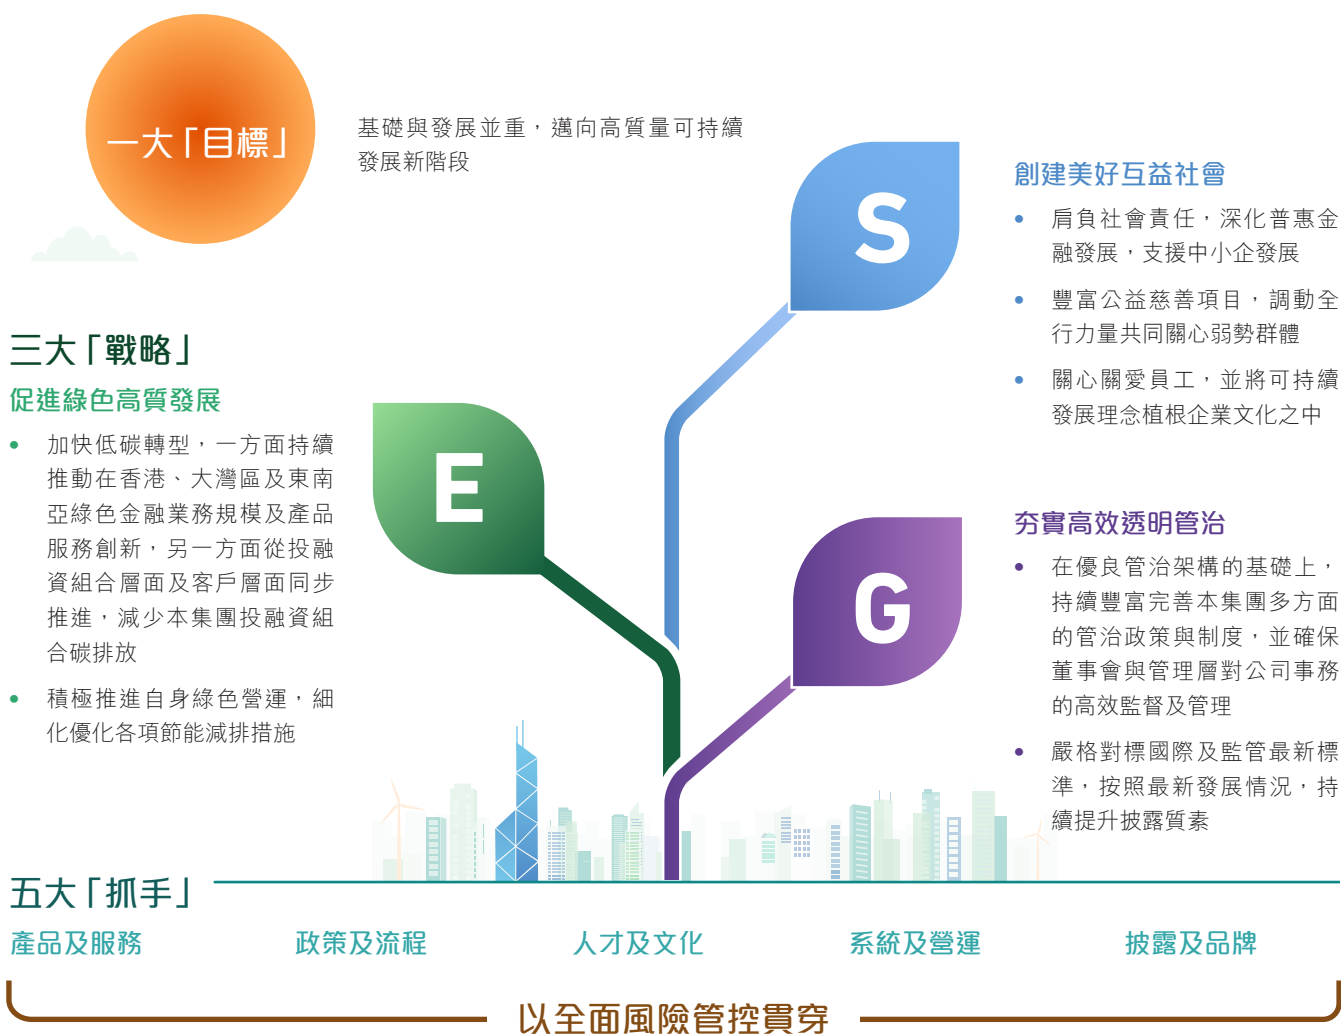 一大「目標」
基礎與發展並重，邁向高質量可持續
發展新階段
三大「戰略」
促進綠色高質發展
• 加快低碳轉型，一方面持續
推動在香港、大灣區及東南
亞綠色金融業務規模及產品
服務創新，另一方面從投融
資組合層面及客戶層面同步
推進，減少本集團投融資組
合碳排放
• 積極推進自身綠色營運，細
化優化各項節能減排措施
E
S
創建美好互益社會
• 肩負社會責任，深化普惠金
融發展，支援中小企發展
• 豐富公益慈善項目，調動全
行力量共同關心弱勢群體
• 關心關愛員工，並將可持續
發展理念植根企業文化之中
G
夯實高效透明管治
• 在優良管治架構的基礎上，
持續豐富完善本集團多方面
的管治政策與制度，並確保
董事會與管理層對公司事務
的高效監督及管理
• 嚴格對標國際及監管最新標
準，按照最新發展情況，持
續提升披露質素
五大「抓手」
產品及服務
政策及流程
人才及文化
系統及營運
披露及品牌
以全面風險管控貫穿